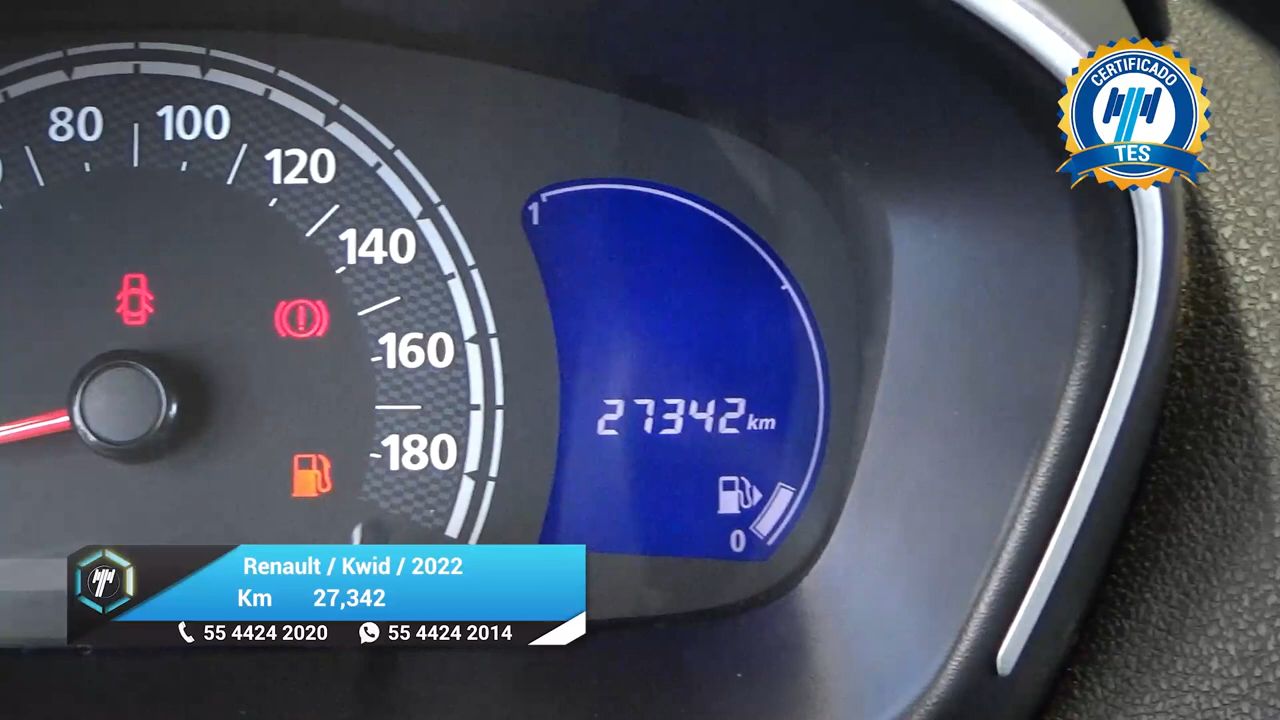 80
100
120
140
160
180
1
27342 km
0
CERTIFICADO
TES
Renault / Kwid / 2022
Km 27,342
55 4424 2020 55 4424 2014